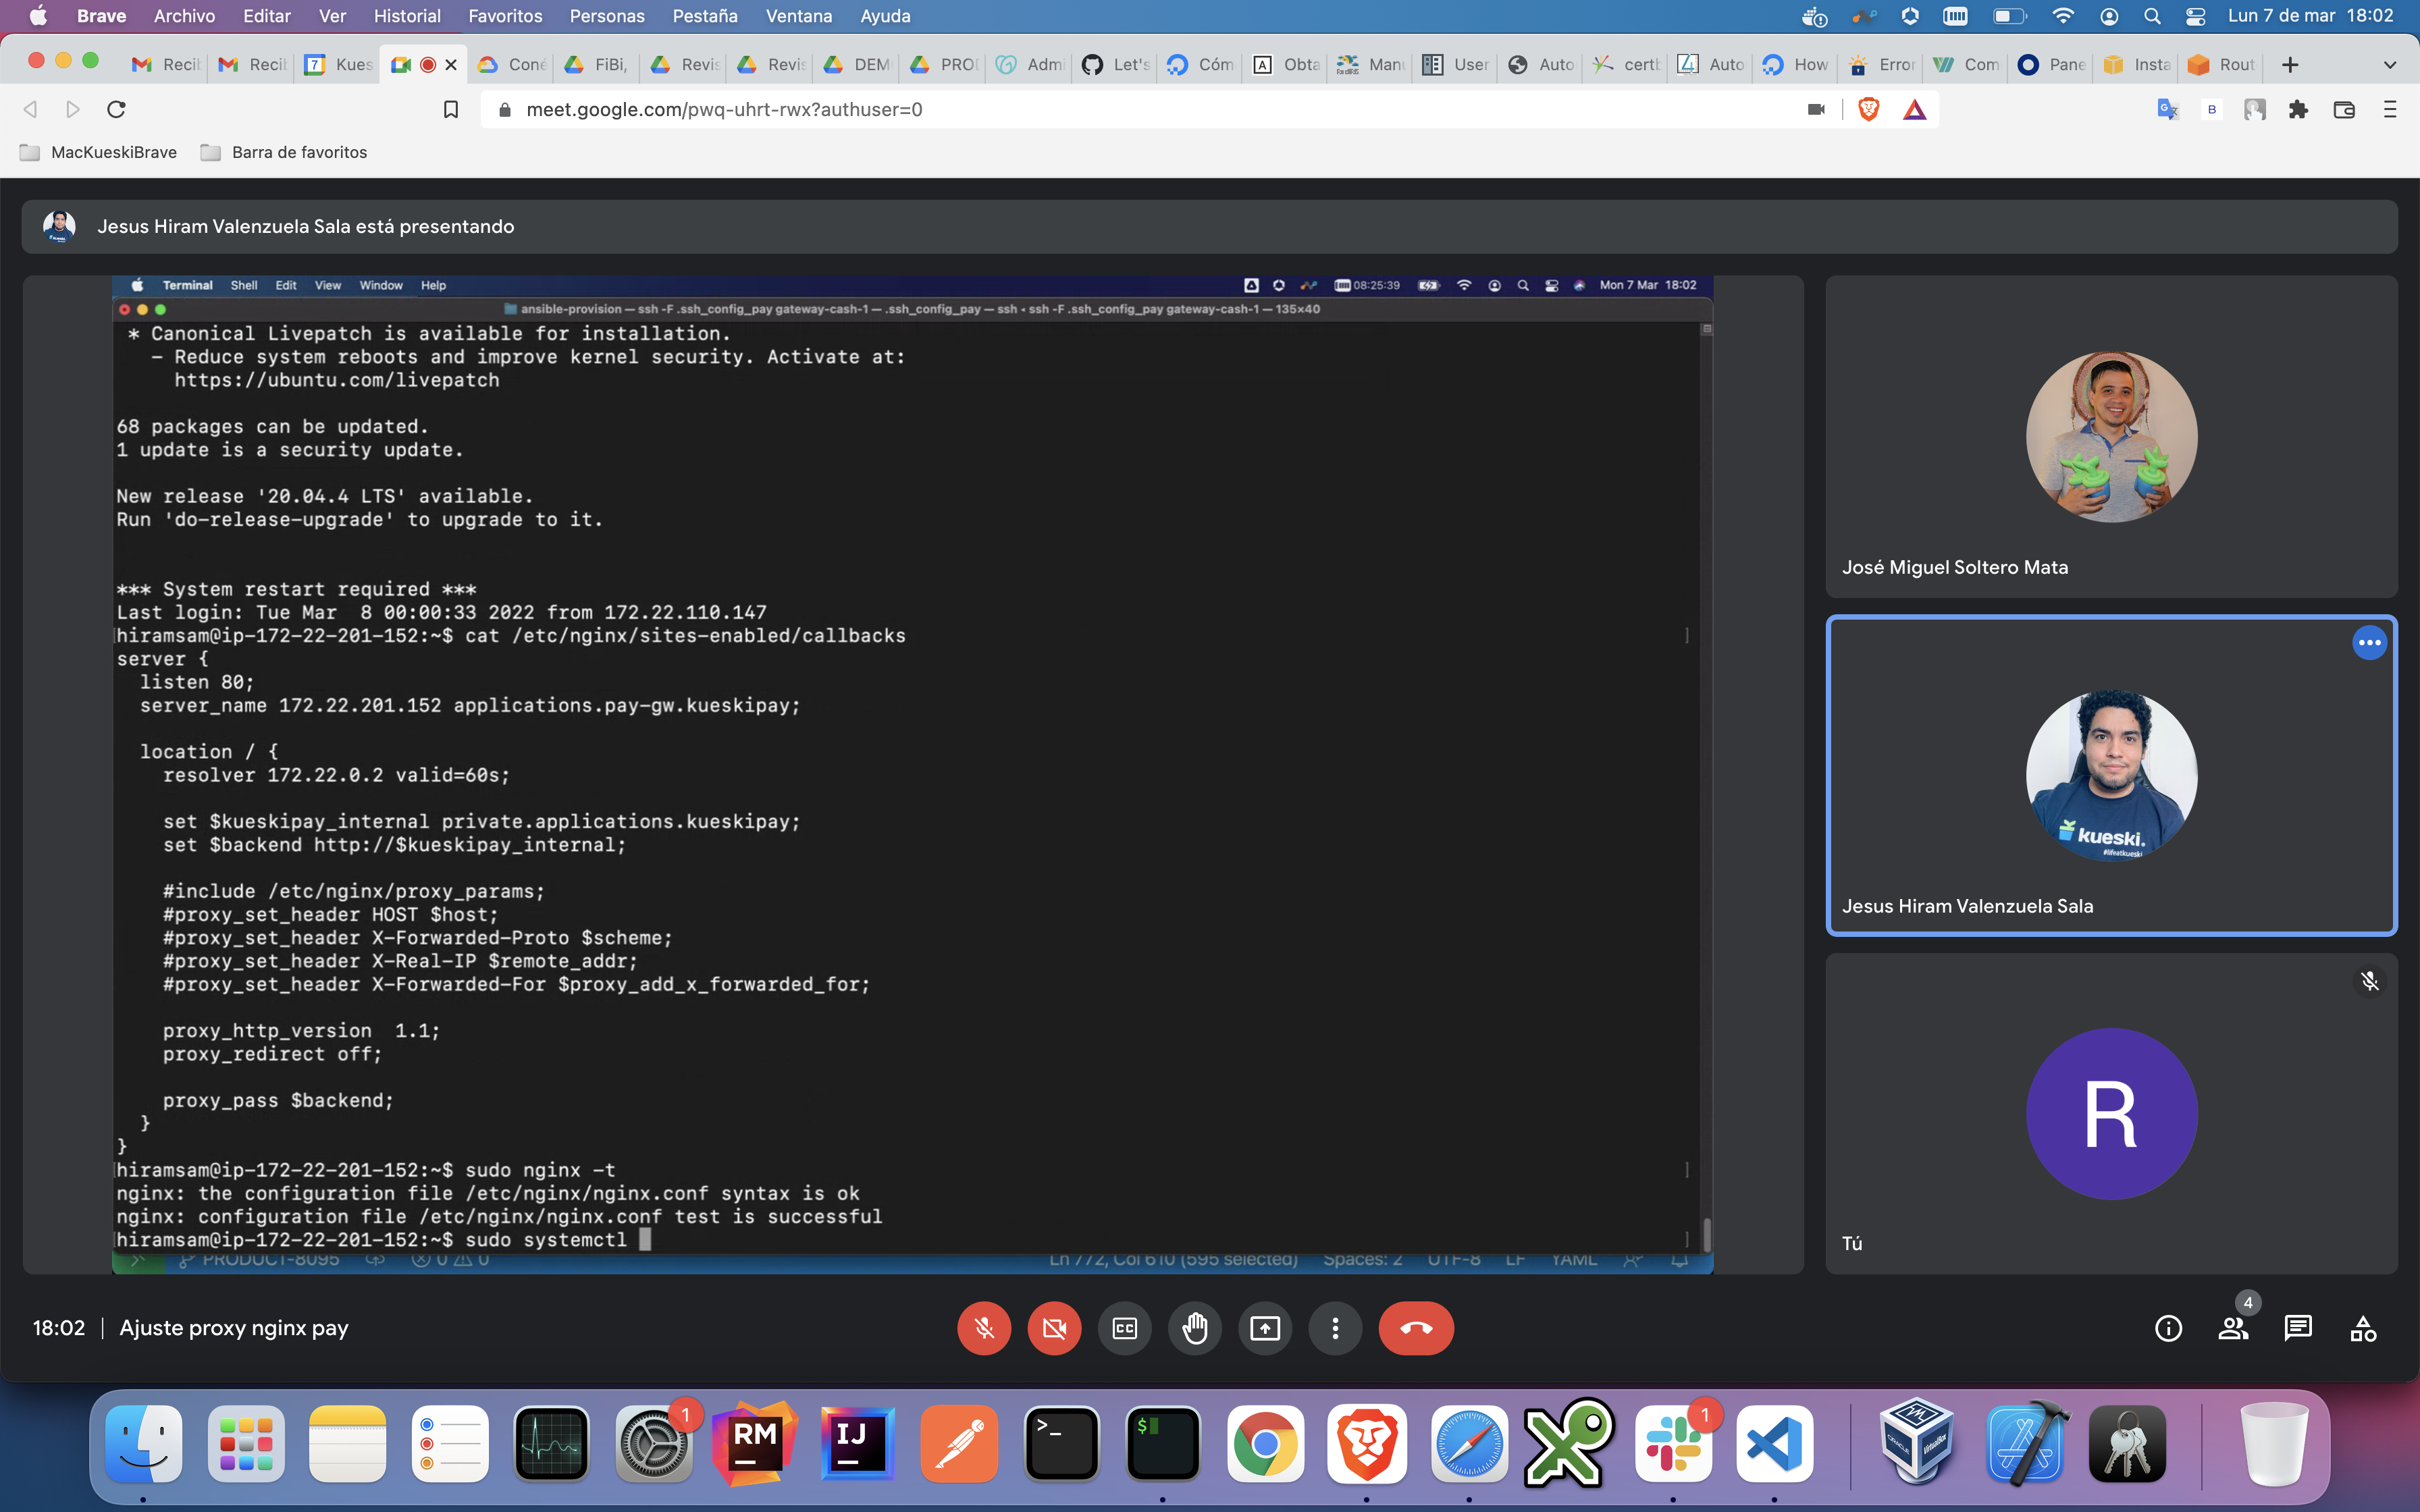 Brave Archivo Editar Ver Historial Favoritos Personas Pestaña Ventana Ayuda Lun 7 de mar 18:02
Recib Recib 7 Kues Coné FiBi, Revis Revis DEM PROD Admi Let's Cóm A Obta Manu User Auto certb Auto How Error Com Pane Insta Rout
meet.google.com/pwq-uhrt-rwx?authuser=0
MacKueskiBrave Barra de favoritos
Jesus Hiram Valenzuela Sala está presentando
Terminal Shell Edit View Window Help 08:25:39 Mon 7 Mar 18:02
ansible-provision — ssh -F .ssh_config_pay gateway-cash-1 — .ssh_config_pay — ssh ◂ ssh -F .ssh_config_pay gateway-cash-1 — 135×40
* Canonical Livepatch is available for installation.
- Reduce system reboots and improve kernel security. Activate at:
https://ubuntu.com/livepatch
68 packages can be updated.
1 update is a security update.
New release '20.04.4 LTS' available.
Run 'do-release-upgrade' to upgrade to it.
*** System restart required ***
Last login: Tue Mar  8 00:00:33 2022 from 172.22.110.147
[hiramsam@ip-172-22-201-152:~$ cat /etc/nginx/sites-enabled/callbacks ]
server {
listen 80;
server_name 172.22.201.152 applications.pay-gw.kueskipay;
location / {
resolver 172.22.0.2 valid=60s;
set $kueskipay_internal private.applications.kueskipay;
set $backend http://$kueskipay_internal;
#include /etc/nginx/proxy_params;
#proxy_set_header HOST $host;
#proxy_set_header X-Forwarded-Proto $scheme;
#proxy_set_header X-Real-IP $remote_addr;
#proxy_set_header X-Forwarded-For $proxy_add_x_forwarded_for;
proxy_http_version  1.1;
proxy_redirect off;
proxy_pass $backend;
}
}
[hiramsam@ip-172-22-201-152:~$ sudo nginx -t ]
nginx: the configuration file /etc/nginx/nginx.conf syntax is ok
nginx: configuration file /etc/nginx/nginx.conf test is successful
[hiramsam@ip-172-22-201-152:~$ sudo systemctl ]
PRODUCT-8095 0 0 Ln 772, Col 610 (595 selected) Spaces: 2 UTF-8 LF YAML
José Miguel Soltero Mata
kueski.
#lifeatkueski
Jesus Hiram Valenzuela Sala
R
Tú
18:02 | Ajuste proxy nginx pay
CC
4
1 RM IJ >_ $ 1